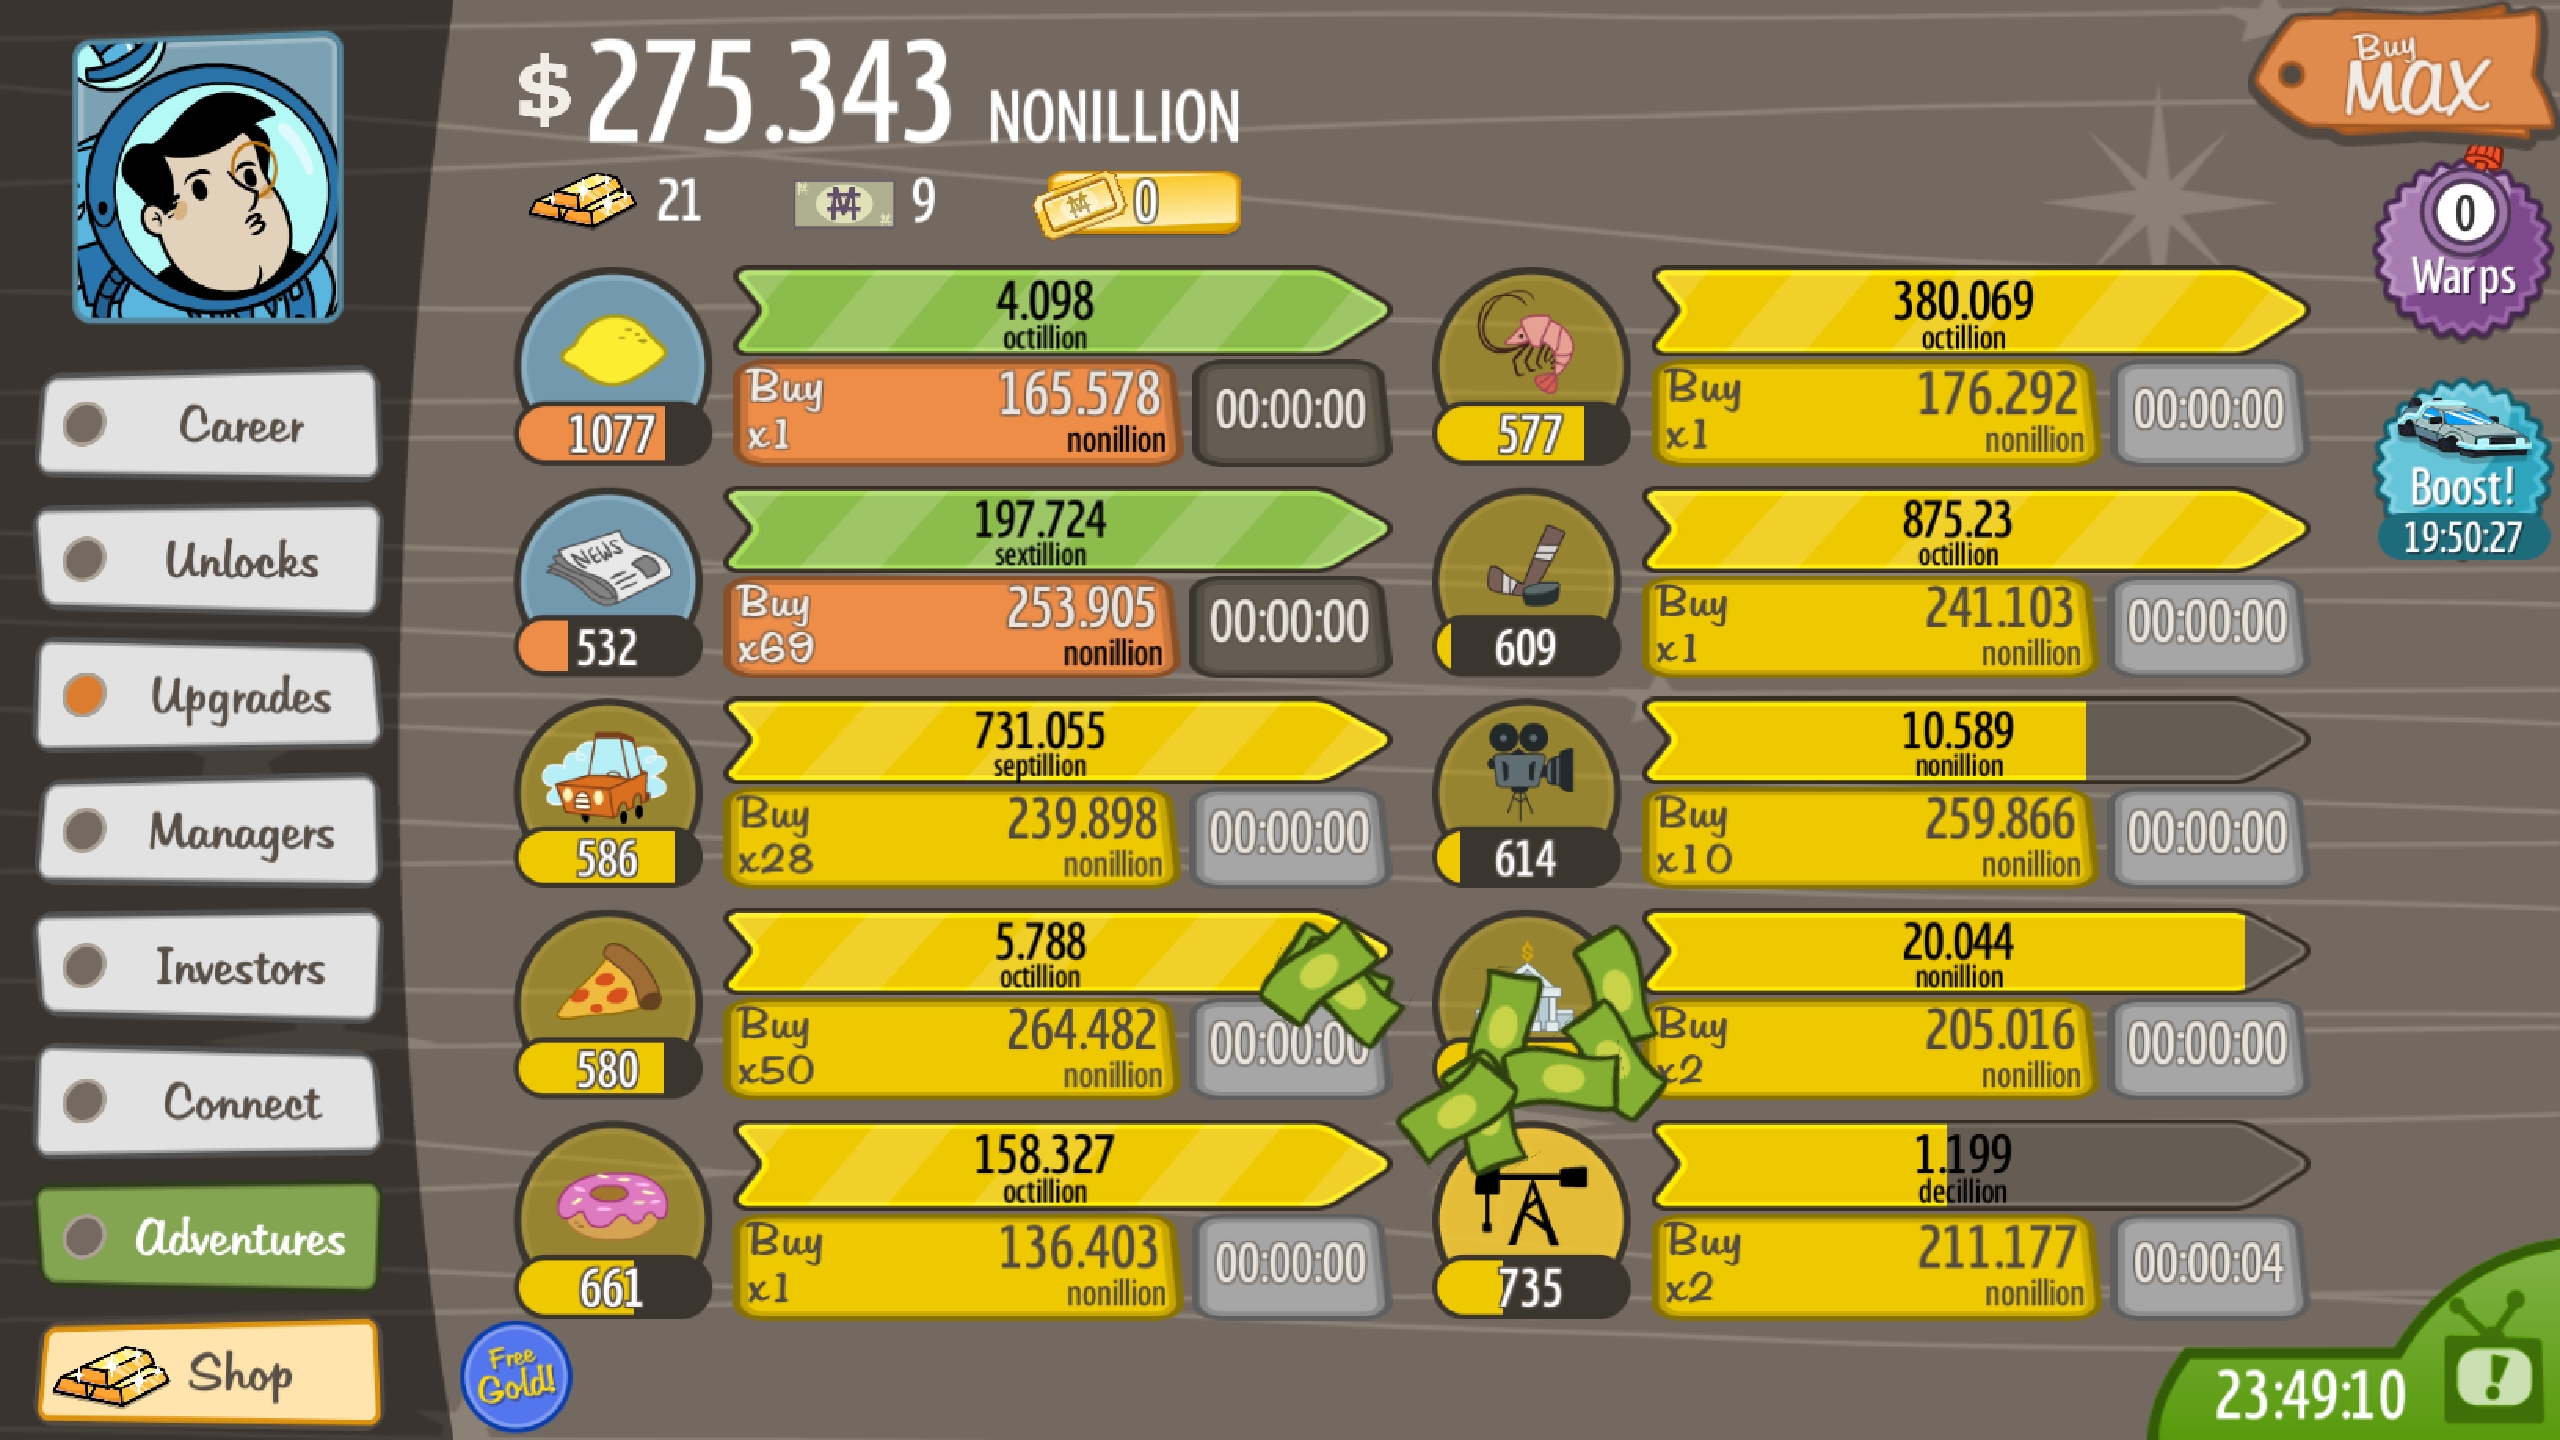 $275.343 NONILLION
21
9
0
Buy
MAX
0
Warps
Boost!
19:50:27
Career
Unlocks
Upgrades
Managers
Investors
Connect
Adventures
Shop
4.098
octillion
1077
Buy
x1
165.578
nonillion
00:00:00
NEWS
197.724
sextillion
532
Buy
x69
253.905
nonillion
00:00:00
731.055
septillion
586
Buy
x28
239.898
nonillion
00:00:00
5.788
octillion
580
Buy
x50
264.482
nonillion
00:00:00
158.327
octillion
661
Buy
x1
136.403
nonillion
00:00:00
380.069
octillion
577
Buy
x1
176.292
nonillion
00:00:00
875.23
octillion
609
Buy
x1
241.103
nonillion
00:00:00
10.589
nonillion
614
Buy
x10
259.866
nonillion
00:00:00
20.044
nonillion
Buy
x2
205.016
nonillion
00:00:00
1.199
decillion
735
Buy
x2
211.177
nonillion
00:00:04
Free
Gold!
23:49:10